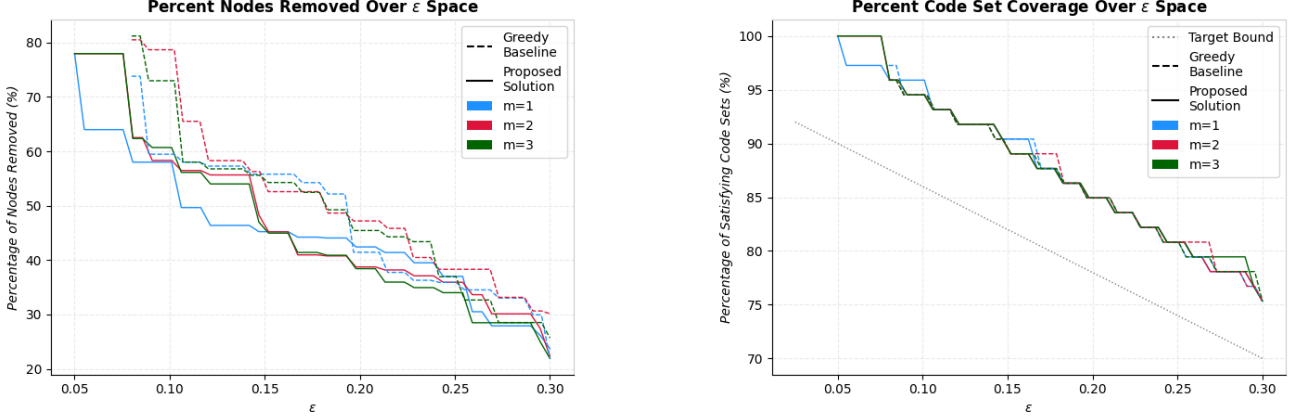 Percent Nodes Removed Over ε Space
Percentage of Nodes Removed (%)
80
70
60
50
40
30
20
0.05
0.10
0.15
0.20
0.25
0.30
ε
Greedy
Baseline
Proposed
Solution
m=1
m=2
m=3
Percent Code Set Coverage Over ε Space
Percentage of Satisfying Code Sets (%)
100
95
90
85
80
75
70
0.05
0.10
0.15
0.20
0.25
0.30
ε
Target Bound
Greedy
Baseline
Proposed
Solution
m=1
m=2
m=3